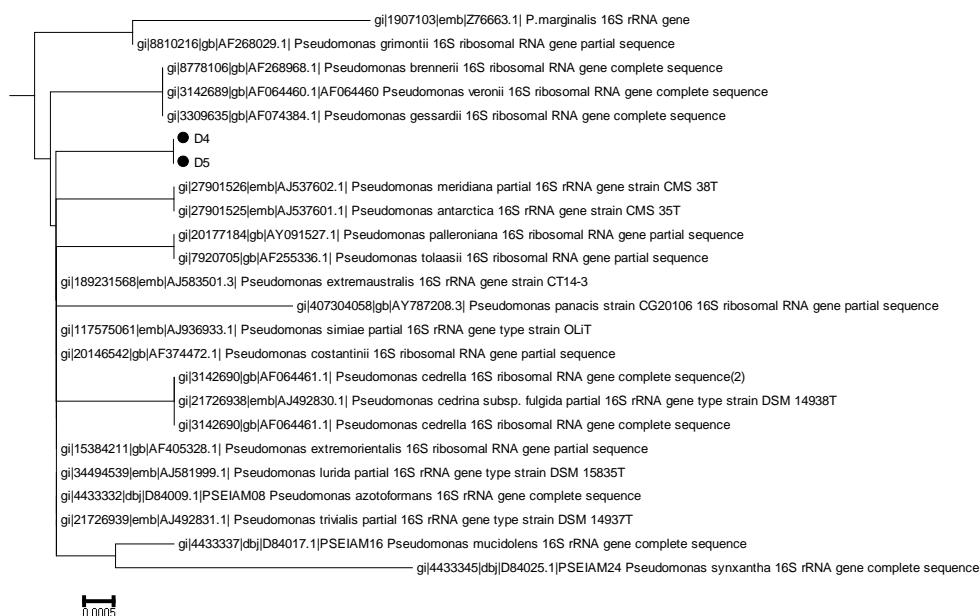 gi|1907103|emb|Z76663.1| P.marginalis 16S rRNA gene
gi|8810216|gb|AF268029.1| Pseudomonas grimontii 16S ribosomal RNA gene partial sequence
gi|8778106|gb|AF268968.1| Pseudomonas brennerii 16S ribosomal RNA gene complete sequence
gi|3142689|gb|AF064460.1|AF064460 Pseudomonas veronii 16S ribosomal RNA gene complete sequence
gi|3309635|gb|AF074384.1| Pseudomonas gessardii 16S ribosomal RNA gene complete sequence
D4
D5
gi|27901526|emb|AJ537602.1| Pseudomonas meridiana partial 16S rRNA gene strain CMS 38T
gi|27901525|emb|AJ537601.1| Pseudomonas antarctica 16S rRNA gene strain CMS 35T
gi|20177184|gb|AY091527.1| Pseudomonas palleroniana 16S ribosomal RNA gene partial sequence
gi|7920705|gb|AF255336.1| Pseudomonas tolaasii 16S ribosomal RNA gene partial sequence
gi|189231568|emb|AJ583501.3| Pseudomonas extremaustralis 16S rRNA gene strain CT14-3
gi|407304058|gb|AY787208.3| Pseudomonas panacis strain CG20106 16S ribosomal RNA gene partial sequence
gi|117575061|emb|AJ936933.1| Pseudomonas simiae partial 16S rRNA gene type strain OLiT
gi|20146542|gb|AF374472.1| Pseudomonas costantinii 16S ribosomal RNA gene partial sequence
gi|3142690|gb|AF064461.1| Pseudomonas cedrella 16S ribosomal RNA gene complete sequence(2)
gi|21726938|emb|AJ492830.1| Pseudomonas cedrina subsp. fulgida partial 16S rRNA gene type strain DSM 14938T
gi|3142690|gb|AF064461.1| Pseudomonas cedrella 16S ribosomal RNA gene complete sequence
gi|15384211|gb|AF405328.1| Pseudomonas extremorientalis 16S ribosomal RNA gene partial sequence
gi|34494539|emb|AJ581999.1| Pseudomonas lurida partial 16S rRNA gene type strain DSM 15835T
gi|4433332|dbj|D84009.1|PSEIAM08 Pseudomonas azotoformans 16S rRNA gene complete sequence
gi|21726939|emb|AJ492831.1| Pseudomonas trivialis partial 16S rRNA gene type strain DSM 14937T
gi|4433337|dbj|D84017.1|PSEIAM16 Pseudomonas mucidolens 16S rRNA gene complete sequence
gi|4433345|dbj|D84025.1|PSEIAM24 Pseudomonas synxantha 16S rRNA gene complete sequence
0.0005